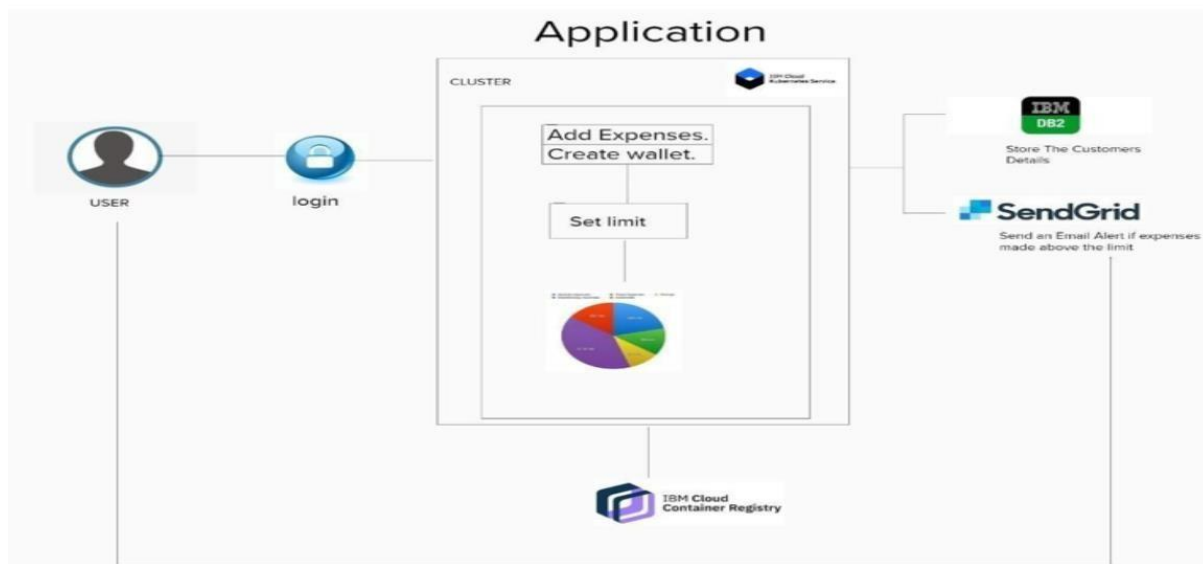 Application
CLUSTER
IBM Cloud
Kubernetes Service
Add Expenses.
Create wallet.
IBM
DB2
Store The Customers
Details
USER
login
Set limit
SendGrid
Send an Email Alert if expenses
made above the limit
IBM Cloud
Container Registry